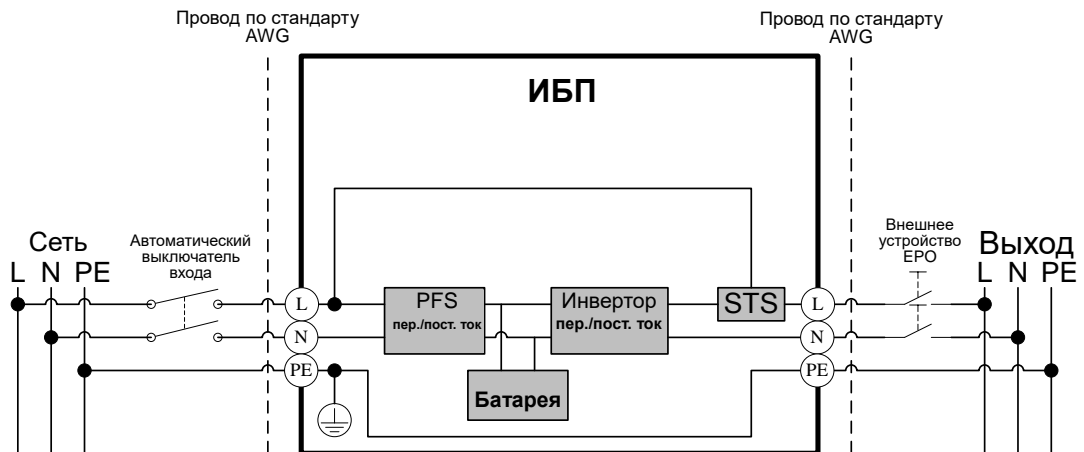 Провод по стандарту
AWG
Провод по стандарту
AWG
ИБП
Сеть
L N PE
Автоматический
выключатель
входа
Внешнее
устройство
EPO
Выход
L N PE
L
PFS
пер./пост. ток
Инвертор
пер./пост. ток
STS
L
N
N
PE
Батарея
PE